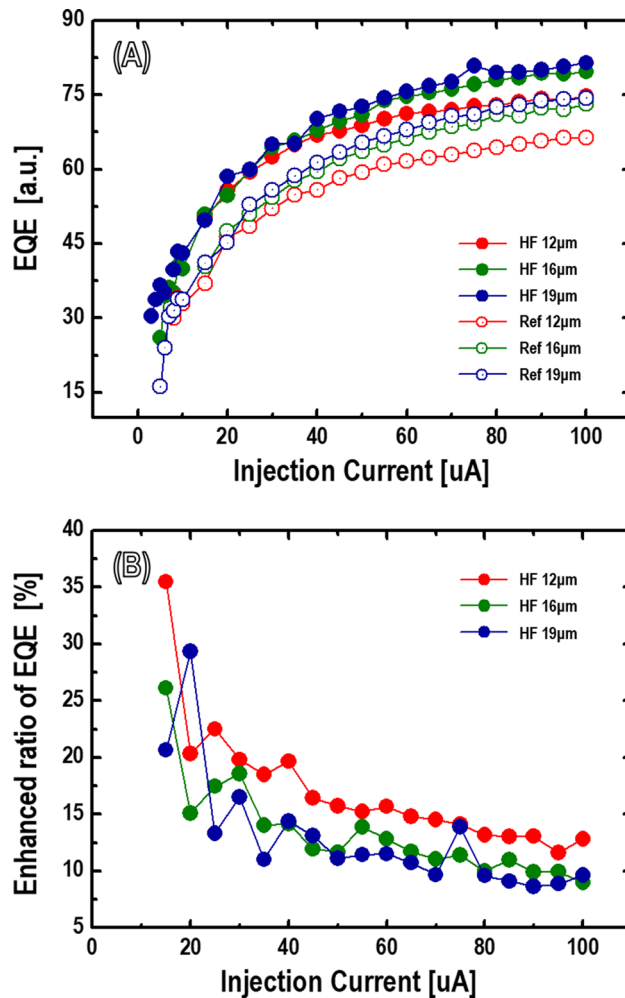 (A)
90
75
60
45
30
15
EQE [a.u.]
HF 12µm
HF 16µm
HF 19µm
Ref 12µm
Ref 16µm
Ref 19µm
0 20 40 60 80 100
Injection Current [uA]
(B)
40
35
30
25
20
15
10
5
Enhanced ratio of EQE [%]
HF 12µm
HF 16µm
HF 19µm
0 20 40 60 80 100
Injection Current [uA]